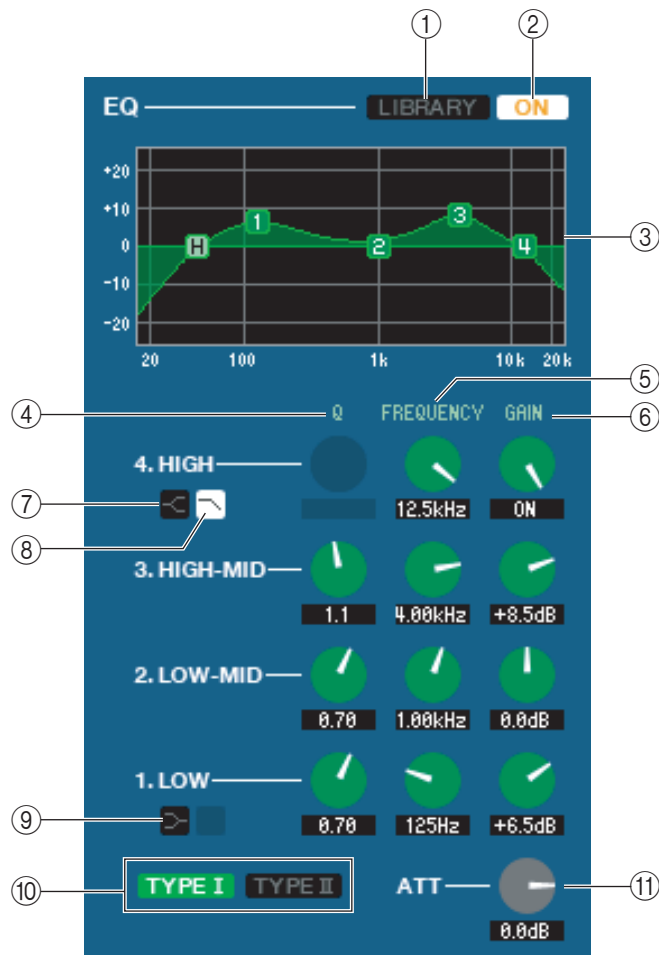 ① ②
EQ LIBRARY ON
+20
+10
0
-10
-20
H 1 2 3 4
③
20 100 1k 10k 20k
⑤
④ Q FREQUENCY GAIN ⑥
4. HIGH
12.5kHz ON
⑦
⑧
3. HIGH-MID
1.1 4.00kHz +8.5dB
2. LOW-MID
0.70 1.00kHz 0.0dB
1. LOW
0.70 125Hz +6.5dB
⑨
⑩ TYPE I TYPE II ATT ⑪
0.0dB